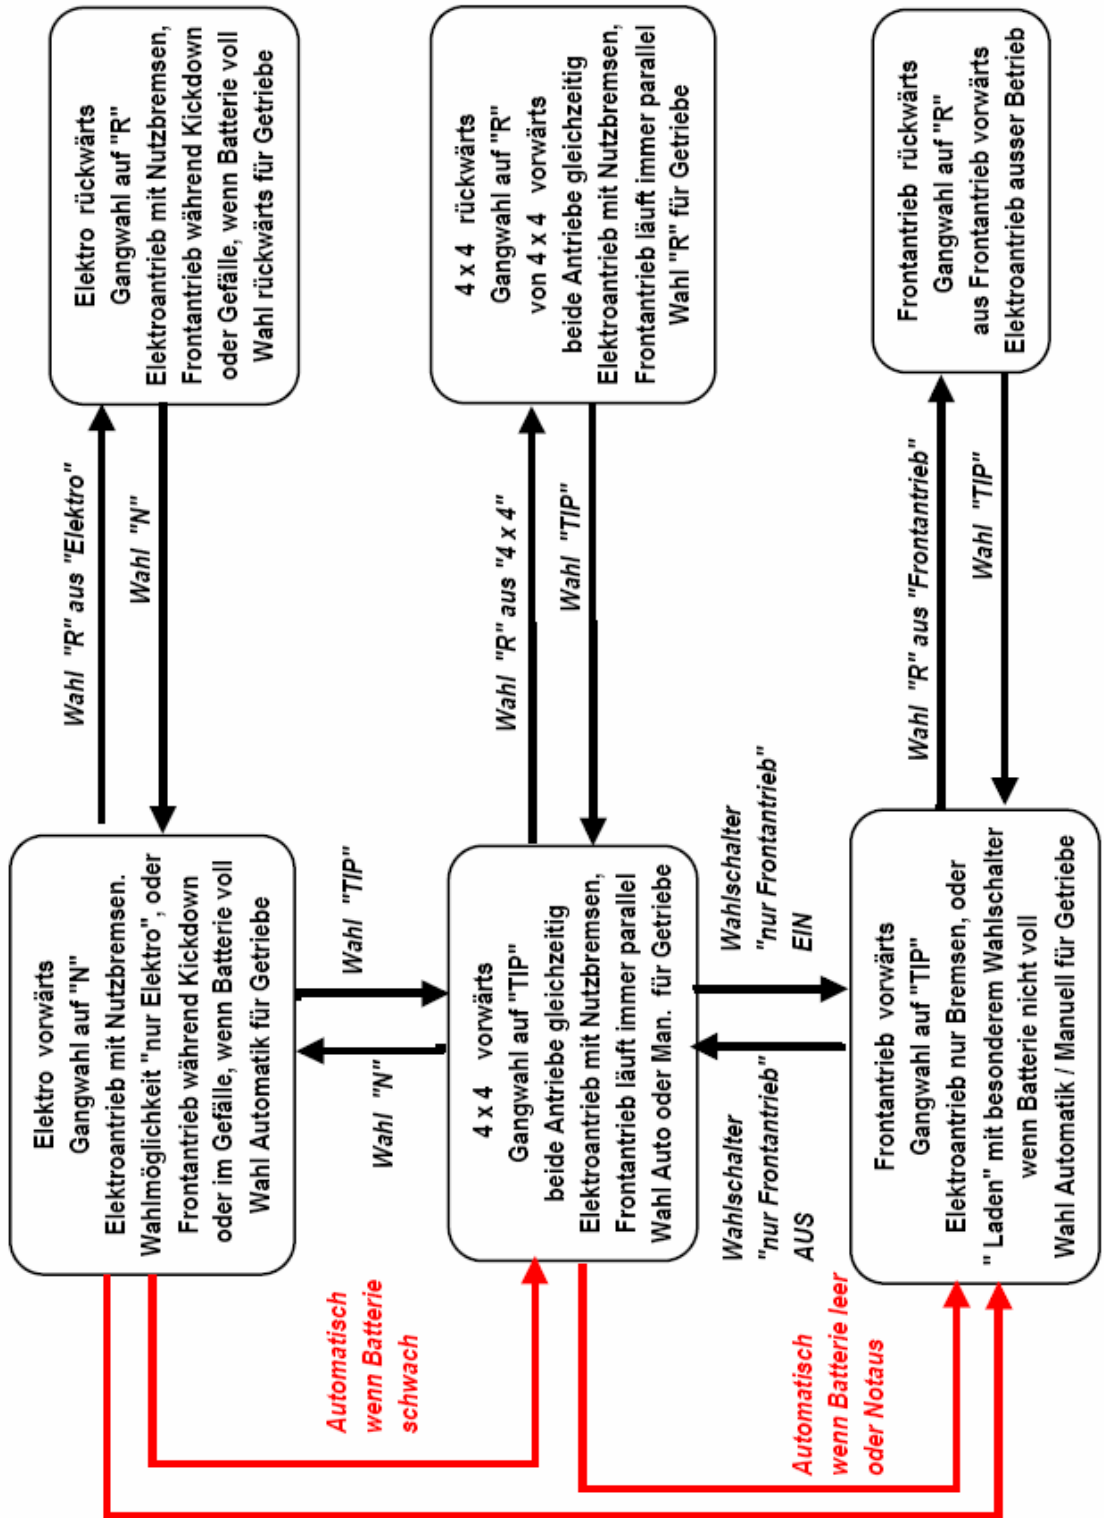 Elektro vorwärts
Gangwahl auf "N"
Elektroantrieb mit Nutzbremsen.
Wahlmöglichkeit "nur Elektro", oder
Frontantrieb während Kickdown
oder im Gefälle, wenn Batterie voll
Wahl Automatik für Getriebe
Wahl "R" aus "Elektro"
Wahl "N"
Elektro rückwärts
Gangwahl auf "R"
Elektroantrieb mit Nutzbremsen,
Frontantrieb während Kickdown
oder Gefälle, wenn Batterie voll
Wahl rückwärts für Getriebe
Automatisch
wenn Batterie
schwach
Wahl "N"
Wahl "TIP"
4 x 4 vorwärts
Gangwahl auf "TIP"
beide Antriebe gleichzeitig
Elektroantrieb mit Nutzbremsen,
Frontantrieb läuft immer parallel
Wahl Auto oder Man. für Getriebe
Wahl "R" aus "4 x 4"
Wahl "TIP"
4 x 4 rückwärts
Gangwahl auf "R"
von 4 x 4 vorwärts
beide Antriebe gleichzeitig
Elektroantrieb mit Nutzbremsen,
Frontantrieb läuft immer parallel
Wahl "R" für Getriebe
Automatisch
wenn Batterie leer
oder Notaus
Wahlschalter
"nur Frontantrieb"
AUS
Wahlschalter
"nur Frontantrieb"
EIN
Frontantrieb vorwärts
Gangwahl auf "TIP"
Elektroantrieb nur Bremsen, oder
" Laden" mit besonderem Wahlschalter
wenn Batterie nicht voll
Wahl Automatik / Manuell für Getriebe
Wahl "R" aus "Frontantrieb"
Wahl "TIP"
Frontantrieb rückwärts
Gangwahl auf "R"
aus Frontantrieb vorwärts
Elektroantrieb ausser Betrieb